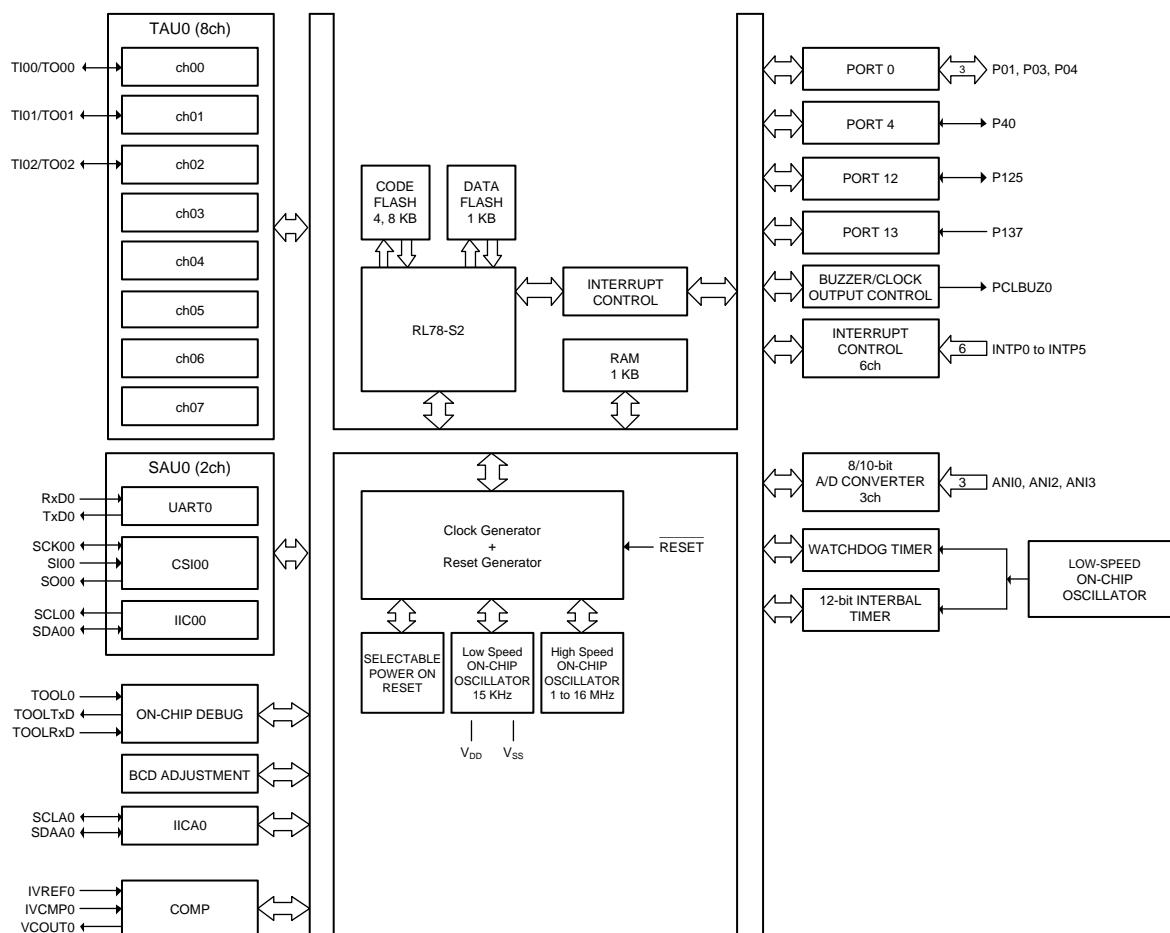 TAU0 (8ch)
TI00/TO00
ch00
TI01/TO01
ch01
TI02/TO02
ch02
ch03
ch04
ch05
ch06
ch07
SAU0 (2ch)
RxD0
TxD0
UART0
SCK00
SI00
SO00
CSI00
SCL00
SDA00
IIC00
TOOL0
TOOLTxD
TOOLRxD
ON-CHIP DEBUG
BCD ADJUSTMENT
SCLA0
SDAA0
IICA0
IVREF0
IVCMP0
VCOUT0
COMP
CODE
FLASH
4, 8 KB
DATA
FLASH
1 KB
RL78-S2
INTERRUPT
CONTROL
RAM
1 KB
Clock Generator
+
Reset Generator
RESET
SELECTABLE
POWER ON
RESET
Low Speed
ON-CHIP
OSCILLATOR
15 KHz
High Speed
ON-CHIP
OSCILLATOR
1 to 16 MHz
VDD
VSS
PORT 0
3
P01, P03, P04
PORT 4
P40
PORT 12
P125
PORT 13
P137
BUZZER/CLOCK
OUTPUT CONTROL
PCLBUZ0
INTERRUPT
CONTROL
6ch
6
INTP0 to INTP5
8/10-bit
A/D CONVERTER
3ch
3
ANI0, ANI2, ANI3
WATCHDOG TIMER
12-bit INTERBAL
TIMER
LOW-SPEED
ON-CHIP
OSCILLATOR